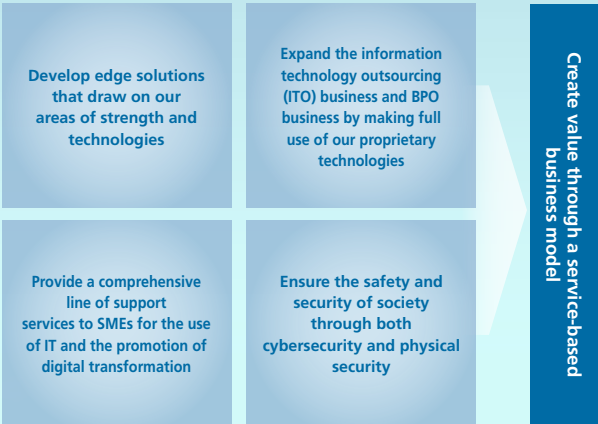 Develop edge solutions
that draw on our
areas of strength and
technologies
Expand the information
technology outsourcing
(ITO) business and BPO
business by making full
use of our proprietary
technologies
Provide a comprehensive
line of support
services to SMEs for the use
of IT and the promotion of
digital transformation
Ensure the safety and
security of society
through both
cybersecurity and physical
security
Create value through a service-based
business model